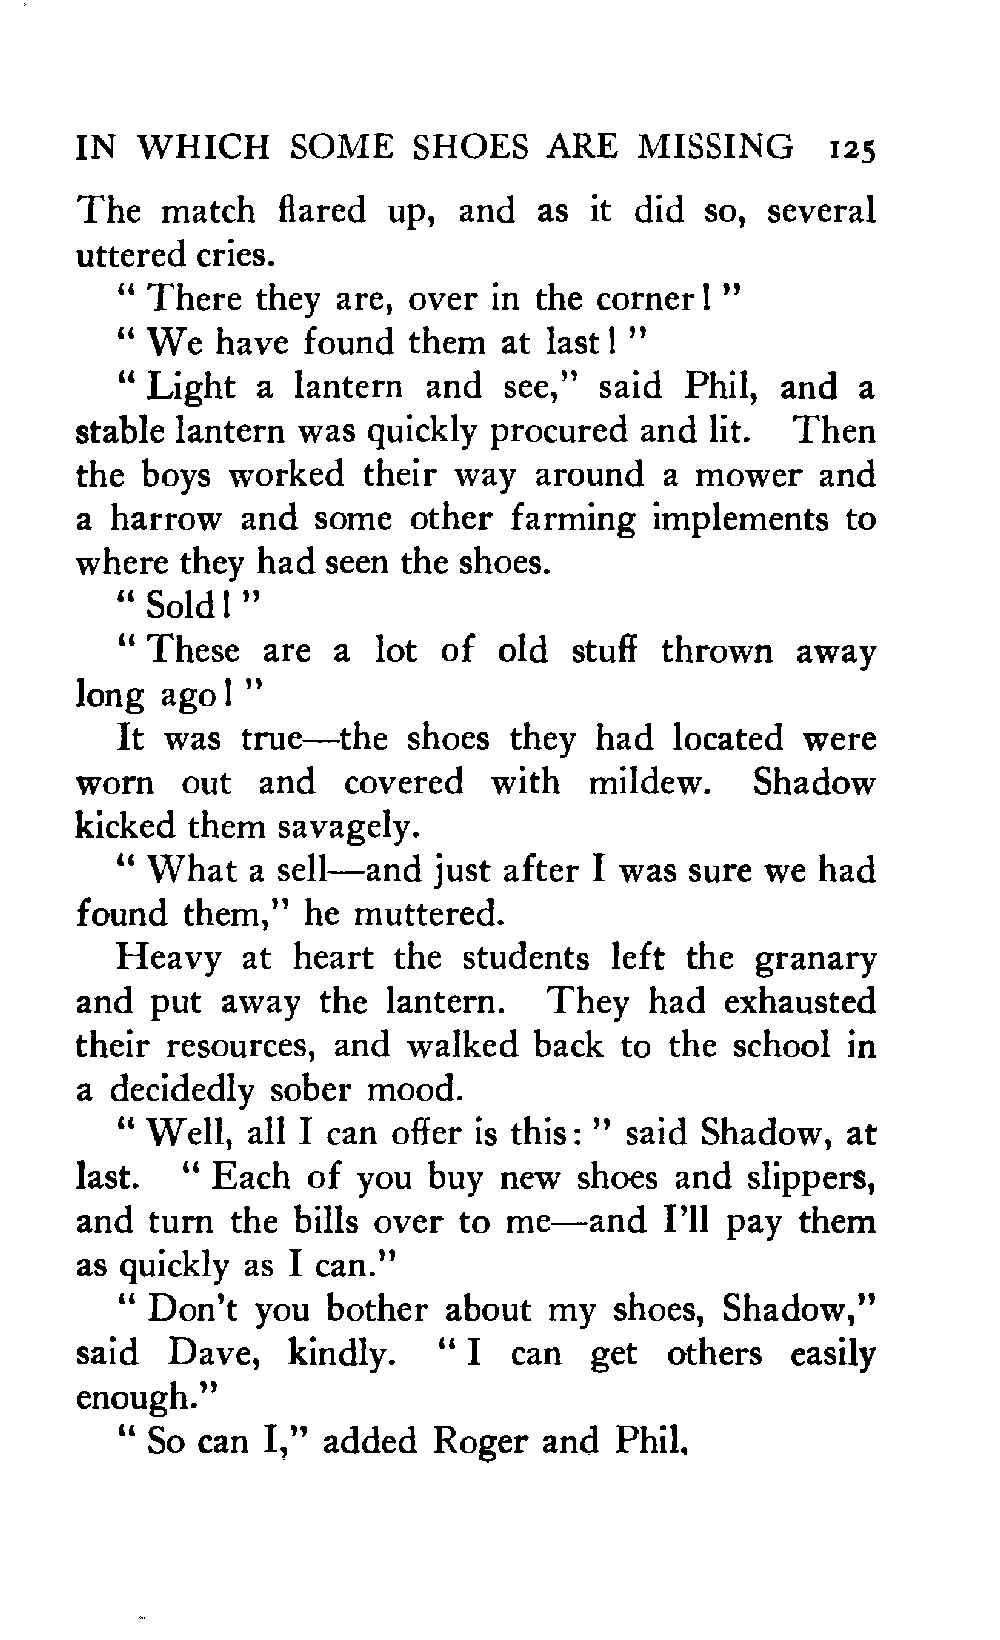 IN WHICH SOME SHOES ARE MISSING 125
The match flared up, and as it did so, several
uttered cries.
" There they are, over in the corner! "
" We have found them at last! "
" Light a lantern and see," said Phil, and a
stable lantern was quickly procured and lit. Then
the boys worked their way around a mower and
a harrow and some other farming implements to
where they had seen the shoes.
" Sold! "
" These are a lot of old stuff thrown away
long ago! "
It was true—the shoes they had located were
worn out and covered with mildew. Shadow
kicked them savagely.
" What a sell—and just after I was sure we had
found them," he muttered.
Heavy at heart the students left the granary
and put away the lantern. They had exhausted
their resources, and walked back to the school in
a decidedly sober mood.
" Well, all I can offer is this: " said Shadow, at
last. " Each of you buy new shoes and slippers,
and turn the bills over to me—and I'll pay them
as quickly as I can."
" Don't you bother about my shoes, Shadow,"
said Dave, kindly. " I can get others easily
enough."
" So can I," added Roger and Phil.